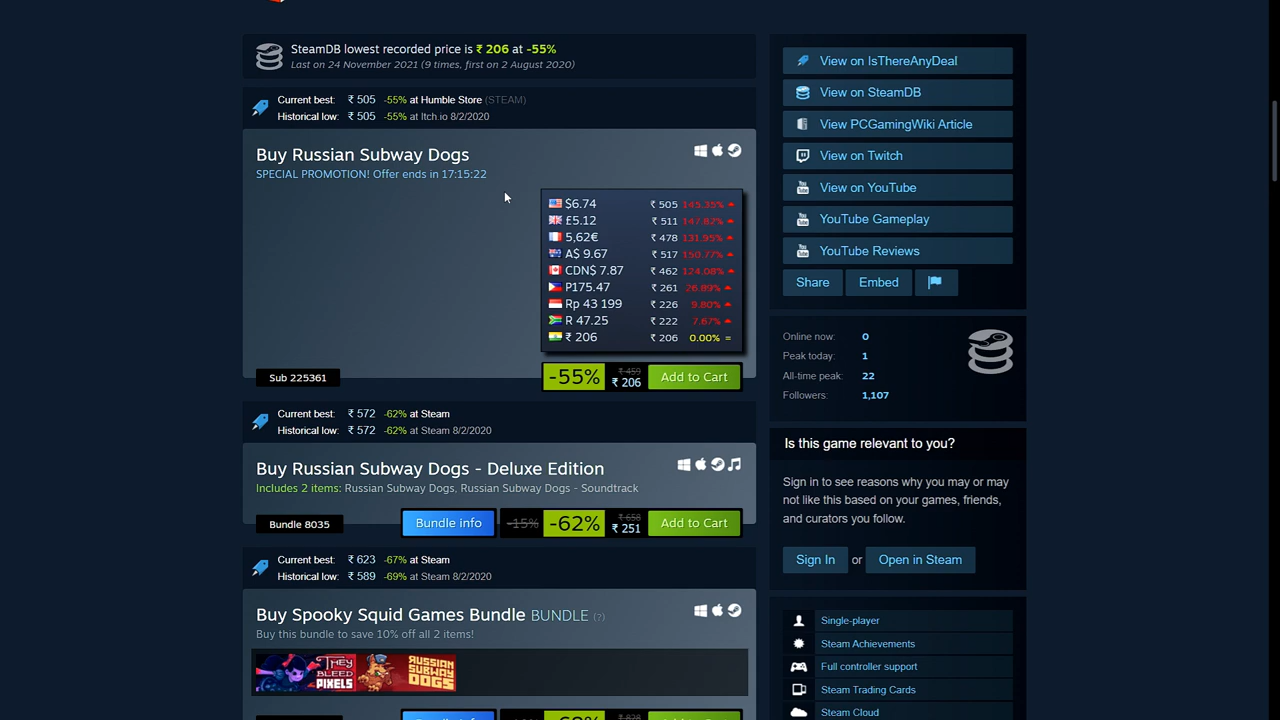 SteamDB lowest recorded price is ₹ 206 at -55%
Last on 24 November 2021 (9 times, first on 2 August 2020)
Current best: ₹ 505 -55% at Humble Store (STEAM)
Historical low: ₹ 505 -55% at Itch.io 8/2/2020
Buy Russian Subway Dogs
SPECIAL PROMOTION! Offer ends in 17:15:22
$6.74 ₹ 505 145.35%
£5.12 ₹ 511 147.82%
5,62€ ₹ 478 131.95%
A$ 9.67 ₹ 517 150.77%
CDN$ 7.87 ₹ 462 124.08%
P175.47 ₹ 261 26.89%
Rp 43 199 ₹ 226 9.80%
R 47.25 ₹ 222 7.67%
₹ 206 ₹ 206 0.00% =
Sub 225361
-55% ₹ 459 ₹ 206 Add to Cart
Current best: ₹ 572 -62% at Steam
Historical low: ₹ 572 -62% at Steam 8/2/2020
Buy Russian Subway Dogs - Deluxe Edition
Includes 2 items: Russian Subway Dogs, Russian Subway Dogs - Soundtrack
Bundle 8035 Bundle info -15% -62% ₹ 658 ₹ 251 Add to Cart
Current best: ₹ 623 -67% at Steam
Historical low: ₹ 589 -69% at Steam 8/2/2020
Buy Spooky Squid Games Bundle BUNDLE (?)
Buy this bundle to save 10% off all 2 items!
THEY BLEED PIXELS
RUSSIAN SUBWAY DOGS
View on IsThereAnyDeal
View on SteamDB
View PCGamingWiki Article
View on Twitch
View on YouTube
YouTube Gameplay
YouTube Reviews
Share Embed
Online now: 0
Peak today: 1
All-time peak: 22
Followers: 1,107
Is this game relevant to you?
Sign in to see reasons why you may or may
not like this based on your games, friends,
and curators you follow.
Sign In or Open in Steam
Single-player
Steam Achievements
Full controller support
Steam Trading Cards
Steam Cloud